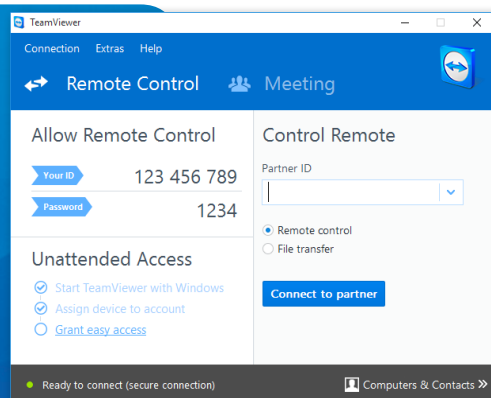 TeamViewer
Connection Extras Help
Remote Control Meeting
Allow Remote Control
Your ID 123 456 789
Password 1234
Unattended Access
Start TeamViewer with Windows
Assign device to account
Grant easy access
Control Remote
Partner ID
Remote control
File transfer
Connect to partner
Ready to connect (secure connection)
Computers & Contacts